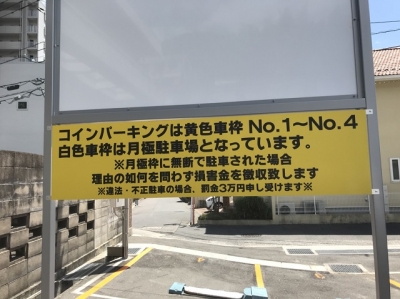 コインパーキングは黄色車枠 No.1～No.4
白色車枠は月極駐車場となっています。
※月極枠に無断で駐車された場合
理由の如何を問わず損害金を徴収致します
※違法・不正駐車の場合、罰金3万円申し受けます※